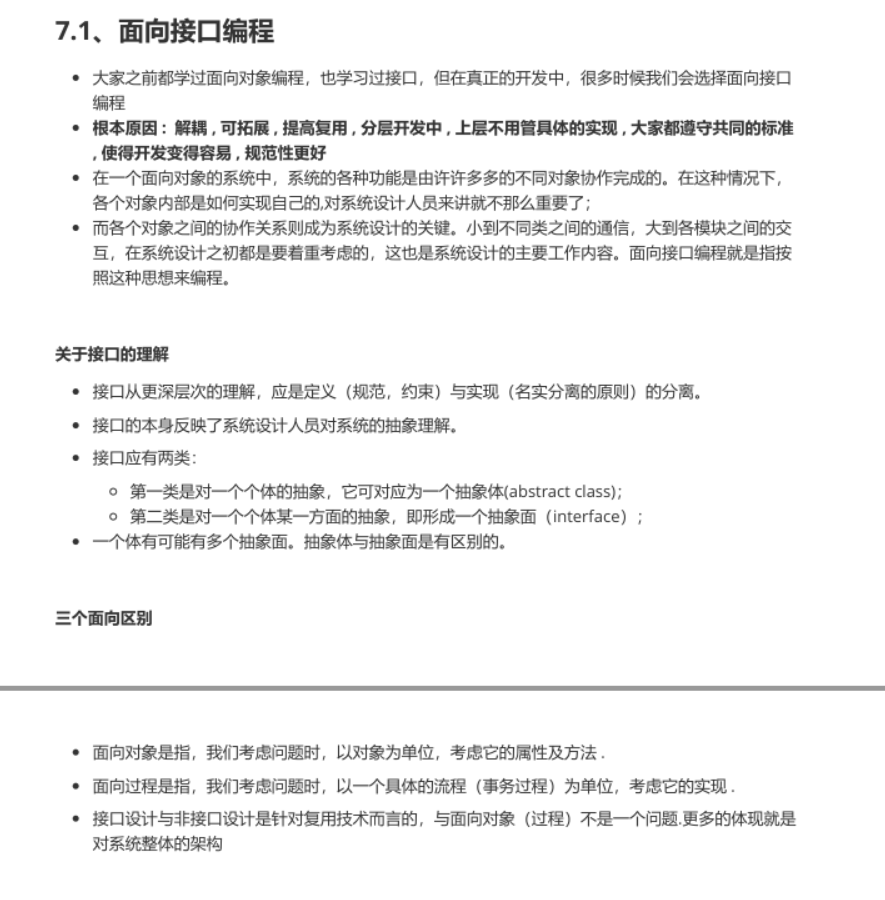 7.1、面向接口编程
大家之前都学过面向对象编程，也学习过接口，但在真正的开发中，很多时候我们会选择面向接口
编程
根本原因 : 解耦 , 可拓展 , 提高复用 , 分层开发中 , 上层不用管具体的实现 , 大家都遵守共同的标准
, 使得开发变得容易 , 规范性更好
在一个面向对象的系统中，系统的各种功能是由许许多多的不同对象协作完成的。在这种情况下，
各个对象内部是如何实现自己的,对系统设计人员来讲就不那么重要了；
而各个对象之间的协作关系则成为系统设计的关键。小到不同类之间的通信，大到各模块之间的交
互，在系统设计之初都是要着重考虑的，这也是系统设计的主要工作内容。面向接口编程就是指按
照这种思想来编程。
关于接口的理解
接口从更深层次的理解，应是定义（规范，约束）与实现（名实分离的原则）的分离。
接口的本身反映了系统设计人员对系统的抽象理解。
接口应有两类：
第一类是对一个个体的抽象，它可对应为一个抽象体(abstract class)；
第二类是对一个个体某一方面的抽象，即形成一个抽象面（interface）；
一个体有可能有多个抽象面。抽象体与抽象面是有区别的。
三个面向区别
面向对象是指，我们考虑问题时，以对象为单位，考虑它的属性及方法 .
面向过程是指，我们考虑问题时，以一个具体的流程（事务过程）为单位，考虑它的实现 .
接口设计与非接口设计是针对复用技术而言的，与面向对象（过程）不是一个问题.更多的体现就是
对系统整体的架构